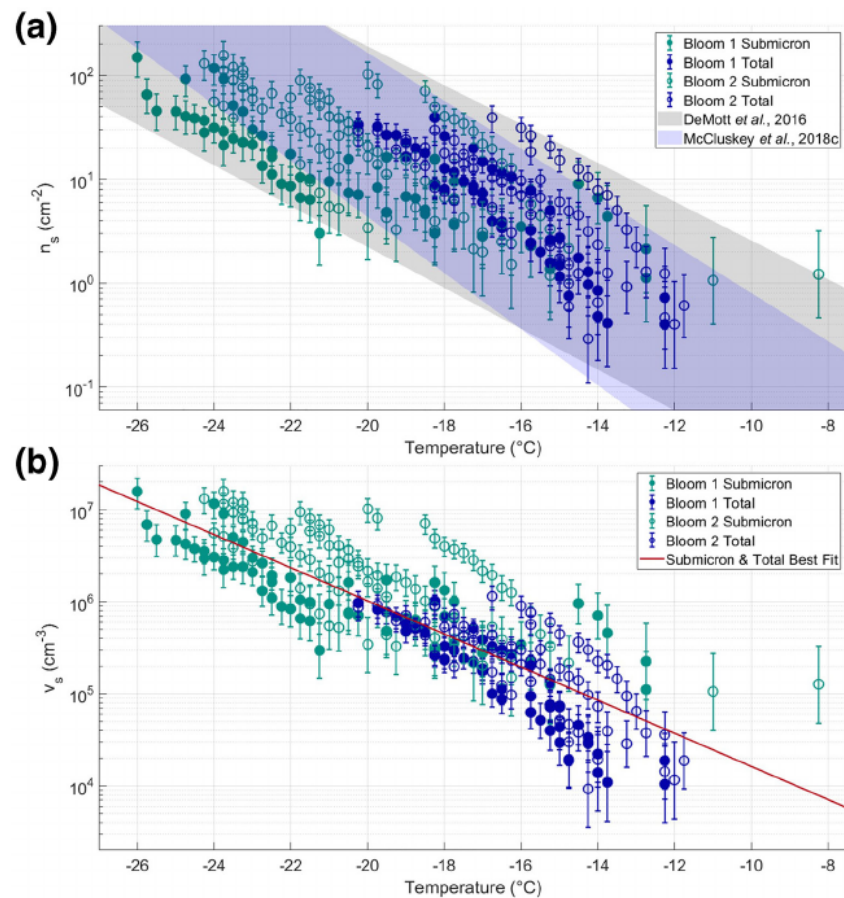 (a)
Bloom 1 Submicron
Bloom 1 Total
Bloom 2 Submicron
Bloom 2 Total
DeMott et al., 2016
McCluskey et al., 2018c
10²
10¹
10⁰
10⁻¹
nₛ (cm⁻²)
-26 -24 -22 -20 -18 -16 -14 -12 -10 -8
Temperature (°C)
(b)
Bloom 1 Submicron
Bloom 1 Total
Bloom 2 Submicron
Bloom 2 Total
Submicron & Total Best Fit
10⁷
10⁶
10⁵
10⁴
vₛ (cm⁻³)
-26 -24 -22 -20 -18 -16 -14 -12 -10 -8
Temperature (°C)